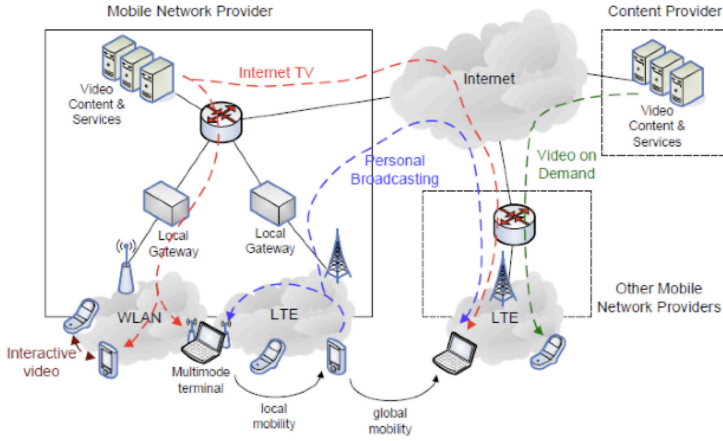 Mobile Network Provider
Content Provider
Internet TV
Internet
Video
Content &
Services
Video
Content &
Services
Personal
Broadcasting
Video on
Demand
Local
Gateway
Local
Gateway
Other Mobile
Network Providers
WLAN
LTE
LTE
Interactive
video
Multimode
terminal
local
mobility
global
mobility